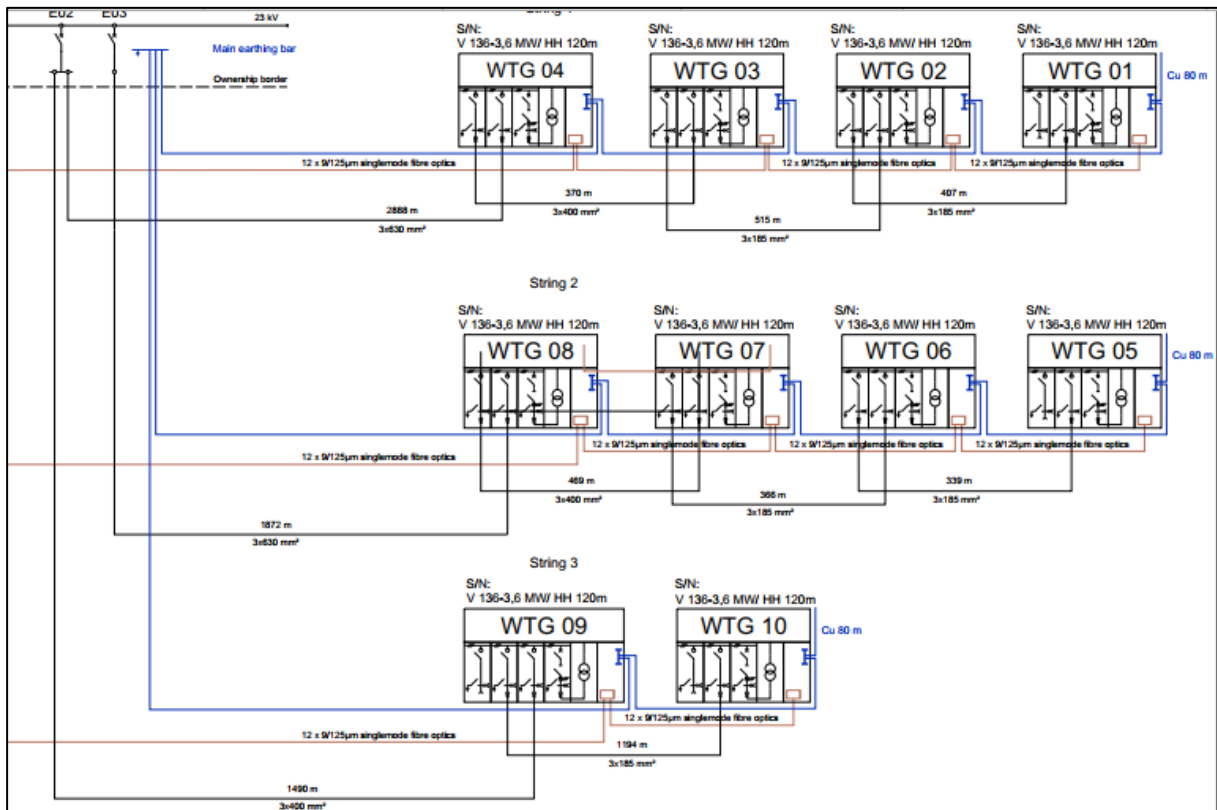 E02 E03
23 kV
Main earthing bar
Ownership border
S/N:
V 136-3,6 MW/ HH 120m
WTG 04
S/N:
V 136-3,6 MW/ HH 120m
WTG 03
S/N:
V 136-3,6 MW/ HH 120m
WTG 02
S/N:
V 136-3,6 MW/ HH 120m
WTG 01
Cu 80 m
12 x 9/125µm singlemode fibre optics
12 x 9/125µm singlemode fibre optics
12 x 9/125µm singlemode fibre optics
370 m
3x400 mm²
407 m
3x185 mm²
2868 m
3x630 mm²
515 m
3x185 mm²
String 2
S/N:
V 136-3,6 MW/ HH 120m
WTG 08
S/N:
V 136-3,6 MW/ HH 120m
WTG 07
S/N:
V 136-3,6 MW/ HH 120m
WTG 06
S/N:
V 136-3,6 MW/ HH 120m
WTG 05
Cu 80 m
12 x 9/125µm singlemode fibre optics
12 x 9/125µm singlemode fibre optics
12 x 9/125µm singlemode fibre optics
12 x 9/125µm singlemode fibre optics
469 m
3x400 mm²
366 m
3x185 mm²
339 m
3x185 mm²
1872 m
3x630 mm²
String 3
S/N:
V 136-3,6 MW/ HH 120m
WTG 09
S/N:
V 136-3,6 MW/ HH 120m
WTG 10
Cu 80 m
12 x 9/125µm singlemode fibre optics
12 x 9/125µm singlemode fibre optics
1194 m
3x185 mm²
1490 m
3x400 mm²